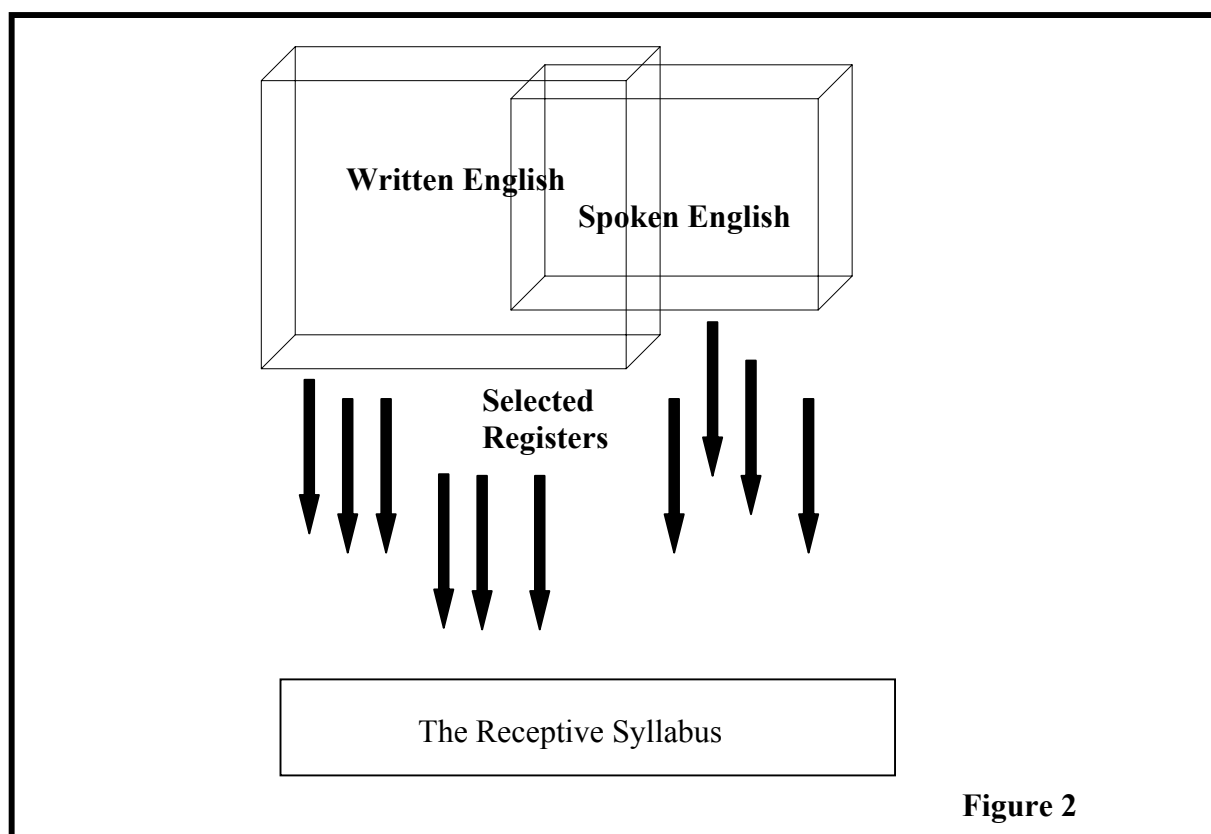 Written English
Spoken English
Selected
Registers
The Receptive Syllabus
Figure 2